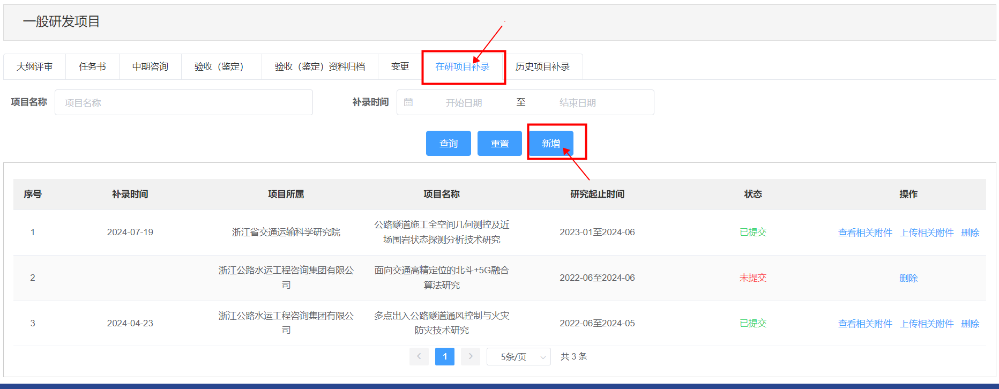 一般研发项目
-
大纲评审 任务书 中期咨询 验收（鉴定） 验收（鉴定）资料归档 变更 在研项目补录 历史项目补录
项目名称 项目名称 补录时间 开始日期 至 结束日期
查询 重置 新增
序号 补录时间 项目所属 项目名称 研究起止时间 状态 操作
1 2024-07-19 浙江省交通运输科学研究院 公路隧道施工全空间几何测控及近 2023-01至2024-06 已提交 查看相关附件 上传相关附件 删除
场围岩状态探测分析技术研究
2 浙江公路水运工程咨询集团有限公 面向交通高精定位的北斗+5G融合 2022-06至2024-06 未提交 删除
司 算法研究
3 2024-04-23 浙江公路水运工程咨询集团有限公 多点出入公路隧道通风控制与火灾 2022-06至2024-05 已提交 查看相关附件 上传相关附件 删除
司 防灾技术研究
1 5条/页 共 3 条